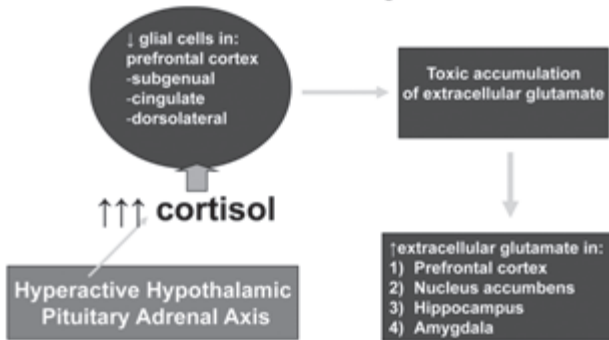 ↓ glial cells in:
prefrontal cortex
-subgenual
-cingulate
-dorsolateral
Toxic accumulation
of extracellular glutamate
↑↑↑ cortisol
Hyperactive Hypothalamic
Pituitary Adrenal Axis
↑extracellular glutamate in:
1) Prefrontal cortex
2) Nucleus accumbens
3) Hippocampus
4) Amygdala